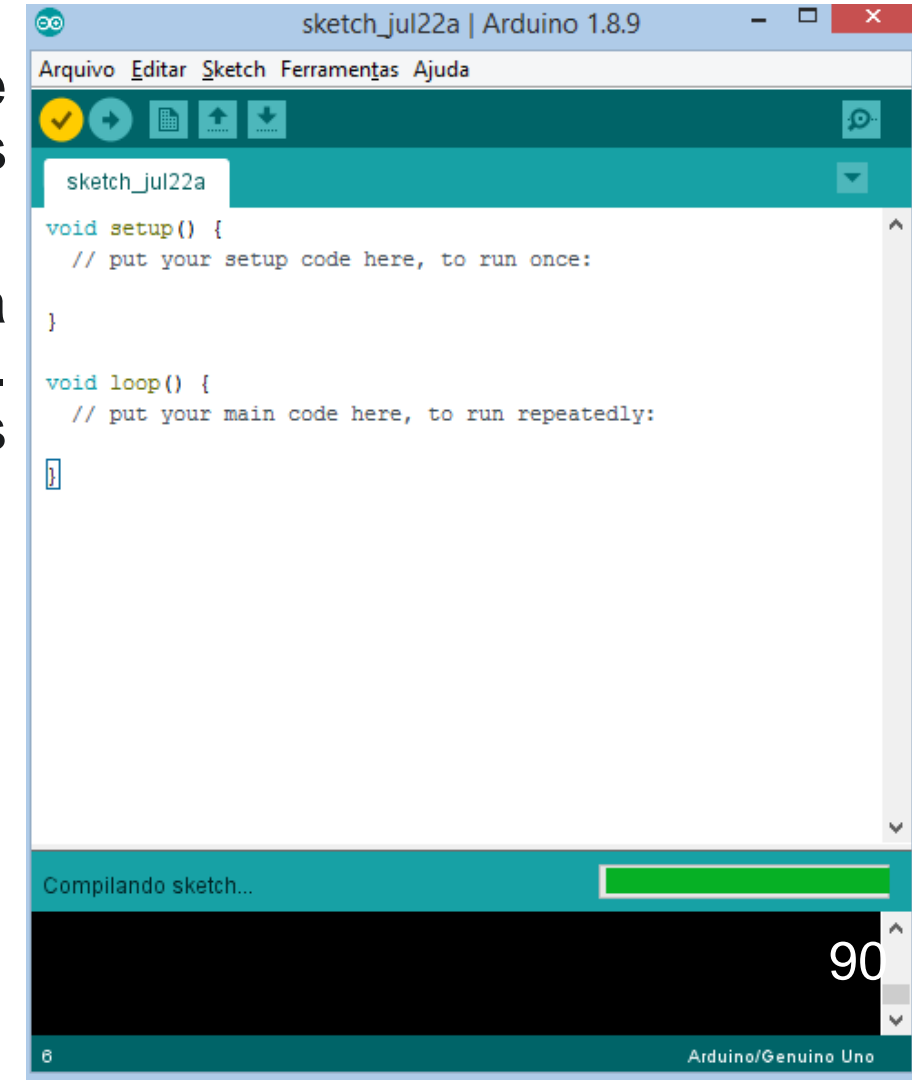 sketch_jul22a | Arduino 1.8.9
Arquivo Editar Sketch Ferramentas Ajuda
sketch_jul22a
void setup() {
  // put your setup code here, to run once:
}
void loop() {
  // put your main code here, to run repeatedly:
}
Compilando sketch...
90
6
Arduino/Genuino Uno